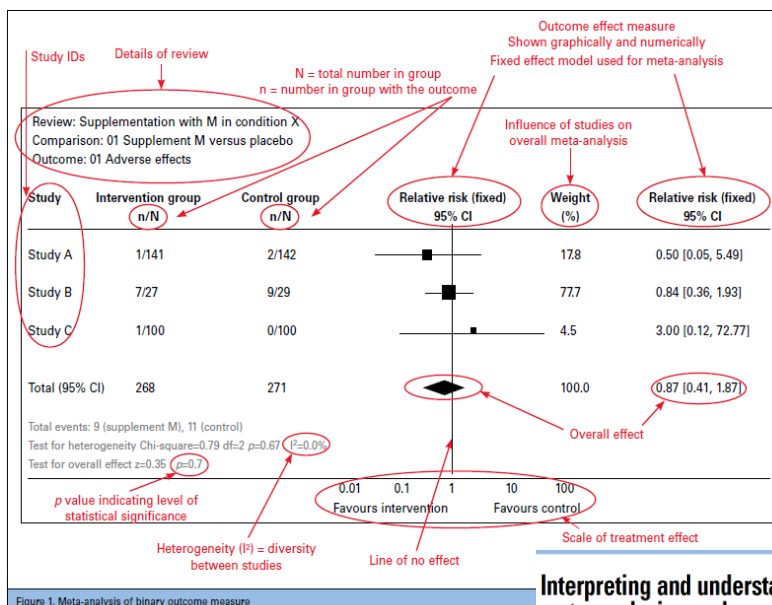 Outcome effect measure
Shown graphically and numerically
Fixed effect model used for meta-analysis
Study IDs
Details of review
N = total number in group
n = number in group with the outcome
Influence of studies on
overall meta-analysis
Review: Supplementation with M in condition X
Comparison: 01 Supplement M versus placebo
Outcome: 01 Adverse effects
Study Intervention group Control group Relative risk (fixed) Weight Relative risk (fixed)
n/N n/N 95% CI (%) 95% CI
Study A 1/141 2/142 17.8 0.50 [0.05, 5.49]
Study B 7/27 9/29 77.7 0.84 [0.36, 1.93]
Study C 1/100 0/100 4.5 3.00 [0.12, 72.77]
Total (95% CI) 268 271 100.0 0.87 [0.41, 1.87]
Total events: 9 (supplement M), 11 (control)
Test for heterogeneity Chi-square=0.79 df=2 p=0.67 I²=0.0%
Test for overall effect z=0.35 p=0.7
Overall effect
p value indicating level of
statistical significance
0.01 0.1 1 10 100
Favours intervention Favours control
Heterogeneity (I²) = diversity
between studies
Line of no effect
Scale of treatment effect
Figure 1. Meta-analysis of binary outcome measure
Interpreting and understa